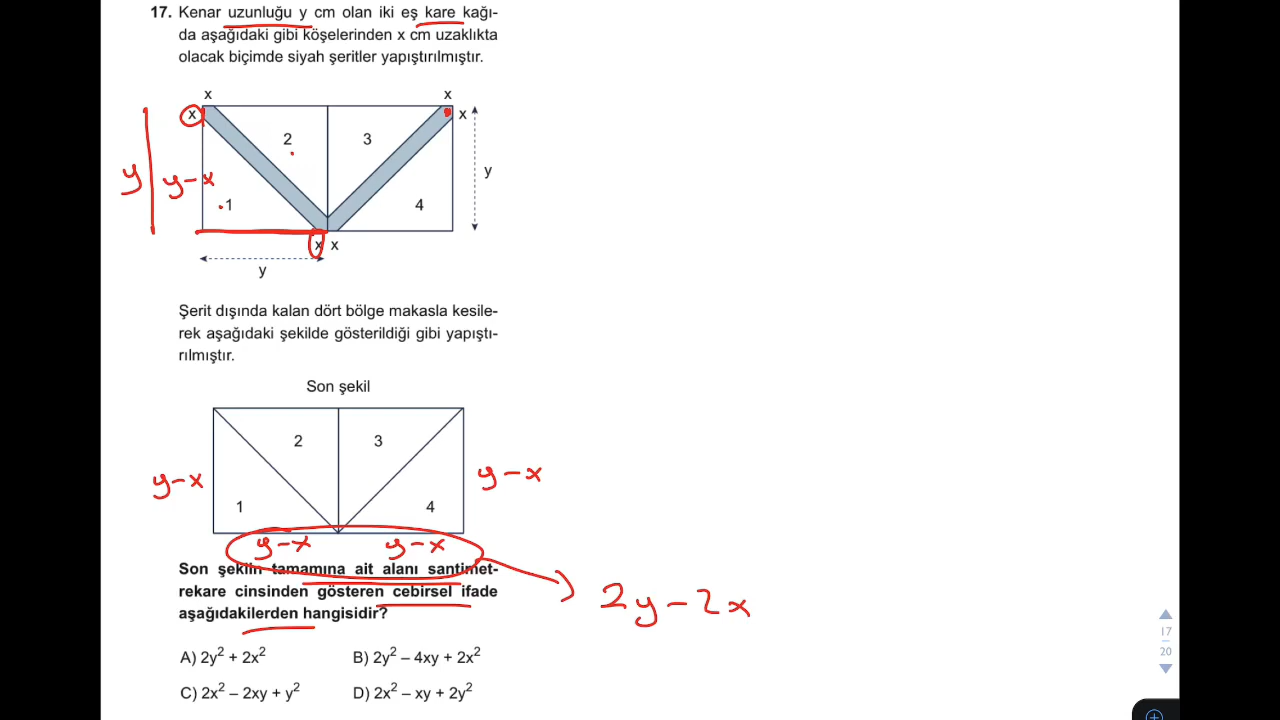 17. Kenar uzunluğu y cm olan iki eş kare kağı-
da aşağıdaki gibi köşelerinden x cm uzaklıkta
olacak biçimde siyah şeritler yapıştırılmıştır.
x x
x 2 3 x
y y – x y
1 4
x x
y
Şerit dışında kalan dört bölge makasla kesile-
rek aşağıdaki şekilde gösterildiği gibi yapıştı-
rılmıştır.
Son şekil
2 3
y – x y – x
1 4
y – x y – x
Son şeklin tamamına ait alanı santimet-
rekare cinsinden gösteren cebirsel ifade
aşağıdakilerden hangisidir?
2y – 2x
A) 2y² + 2x² B) 2y² – 4xy + 2x²
C) 2x² – 2xy + y² D) 2x² – xy + 2y²
17
20